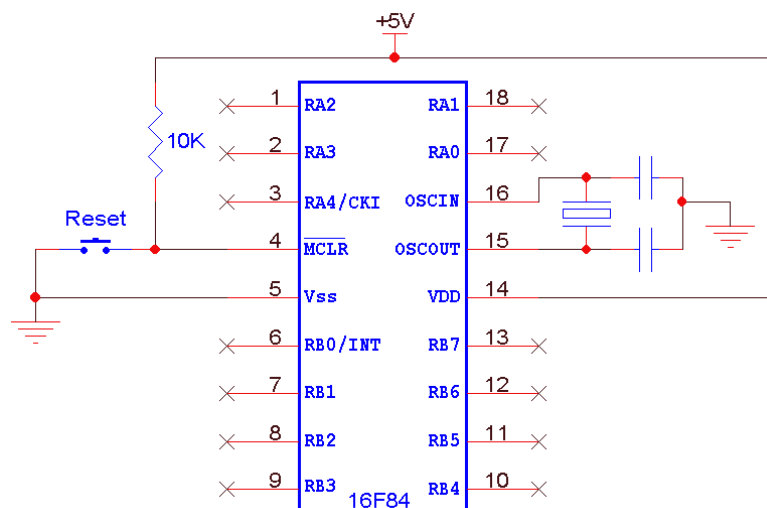 +5V
10K
Reset
1 RA2 RA1 18
2 RA3 RA0 17
3 RA4/CKI OSCIN 16
4 MCLR OSCOUT 15
5 Vss VDD 14
6 RB0/INT RB7 13
7 RB1 RB6 12
8 RB2 RB5 11
9 RB3 RB4 10
16F84